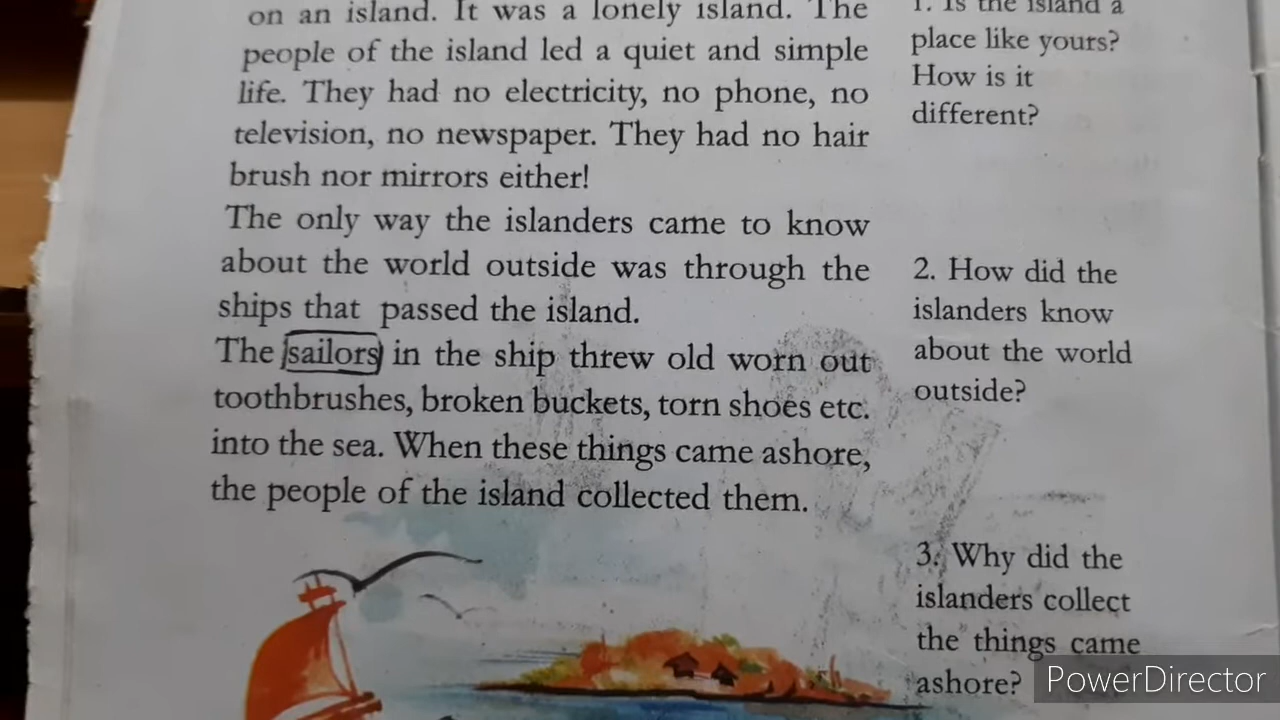 on an island. It was a lonely island. The
people of the island led a quiet and simple
life. They had no electricity, no phone, no
television, no newspaper. They had no hair
brush nor mirrors either!
The only way the islanders came to know
about the world outside was through the
ships that passed the island.
The sailors in the ship threw old worn out
toothbrushes, broken buckets, torn shoes etc.
into the sea. When these things came ashore,
the people of the island collected them.
1. Is the island a
place like yours?
How is it
different?
2. How did the
islanders know
about the world
outside?
3. Why did the
islanders collect
the things came
ashore?
PowerDirector